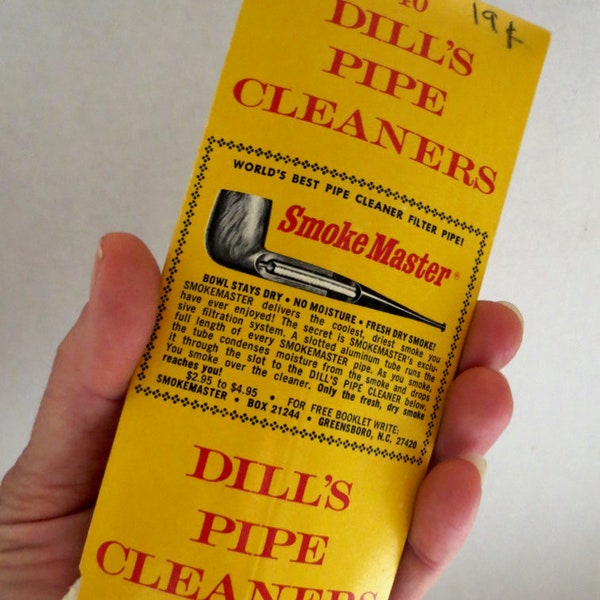 40 19¢
DILL'S
PIPE
CLEANERS
WORLD'S BEST PIPE CLEANER FILTER PIPE!
Smoke Master®
BOWL STAYS DRY • NO MOISTURE • FRESH DRY SMOKE!
SMOKEMASTER delivers the coolest, driest smoke you
have ever enjoyed! The secret is SMOKEMASTER's exclu-
sive filtration system. A slotted aluminum tube runs the
full length of every SMOKEMASTER pipe. As you smoke,
the tube condenses moisture from the smoke and drops
it through the slot to the DILL'S PIPE CLEANER below.
You smoke over the cleaner. Only the fresh, dry smoke
reaches you!
$2.95 to $4.95 • FOR FREE BOOKLET WRITE:
SMOKEMASTER • BOX 21244 • GREENSBORO, N.C. 27420
DILL'S
PIPE
CLEANERS